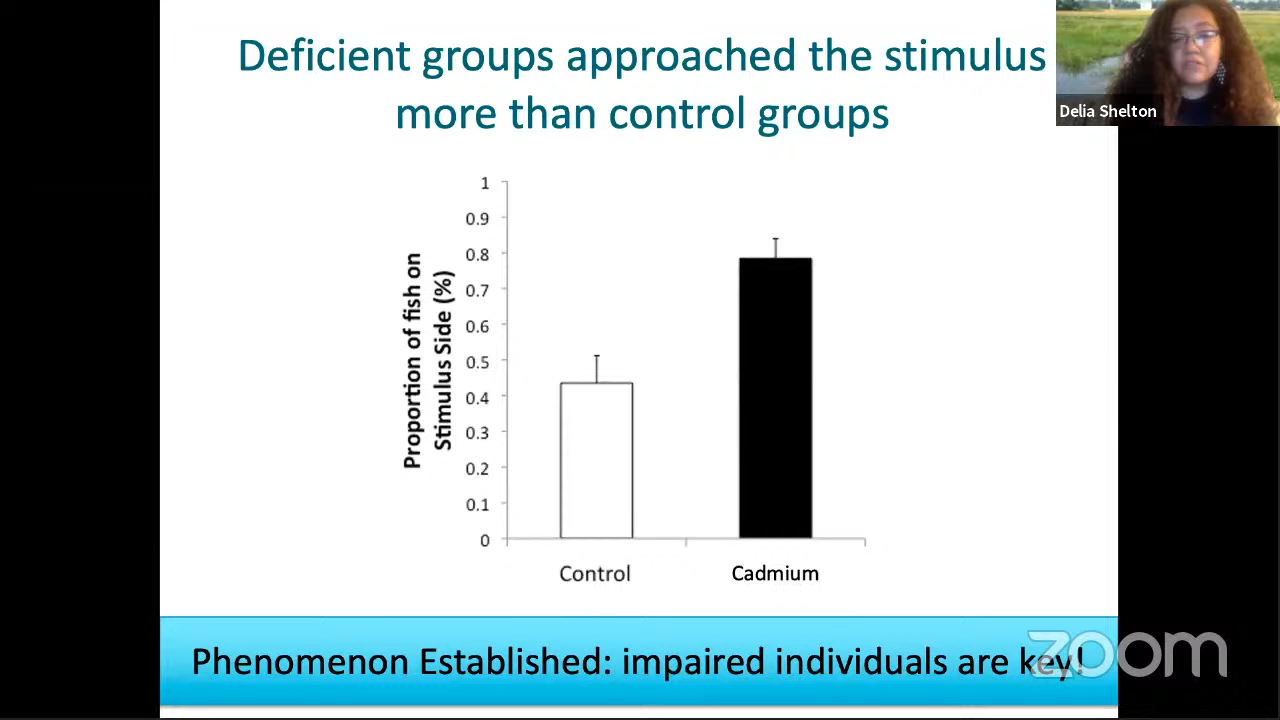 Deficient groups approached the stimulus
more than control groups
Delia Shelton
Proportion of fish on
Stimulus Side (%)
1
0.9
0.8
0.7
0.6
0.5
0.4
0.3
0.2
0.1
0
Control
Cadmium
Phenomenon Established: impaired individuals are key!
zoom